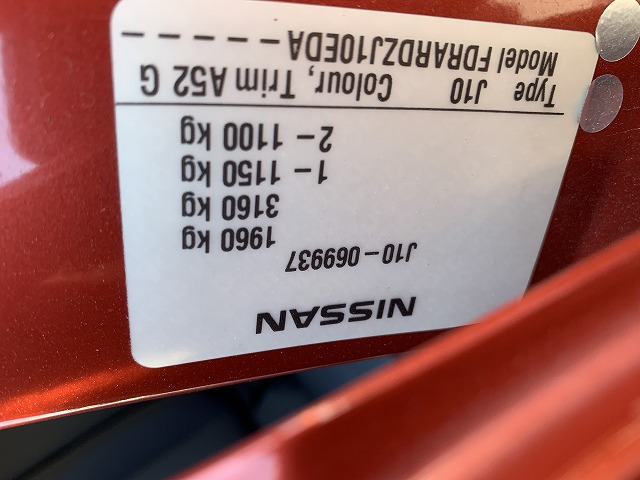 NISSAN
J10-069937
1960 kg
3160 kg
1- 1150 kg
2- 1100 kg
Type J10 Colour, Trim A52 G
Model FDRARDZJ10EDA-----